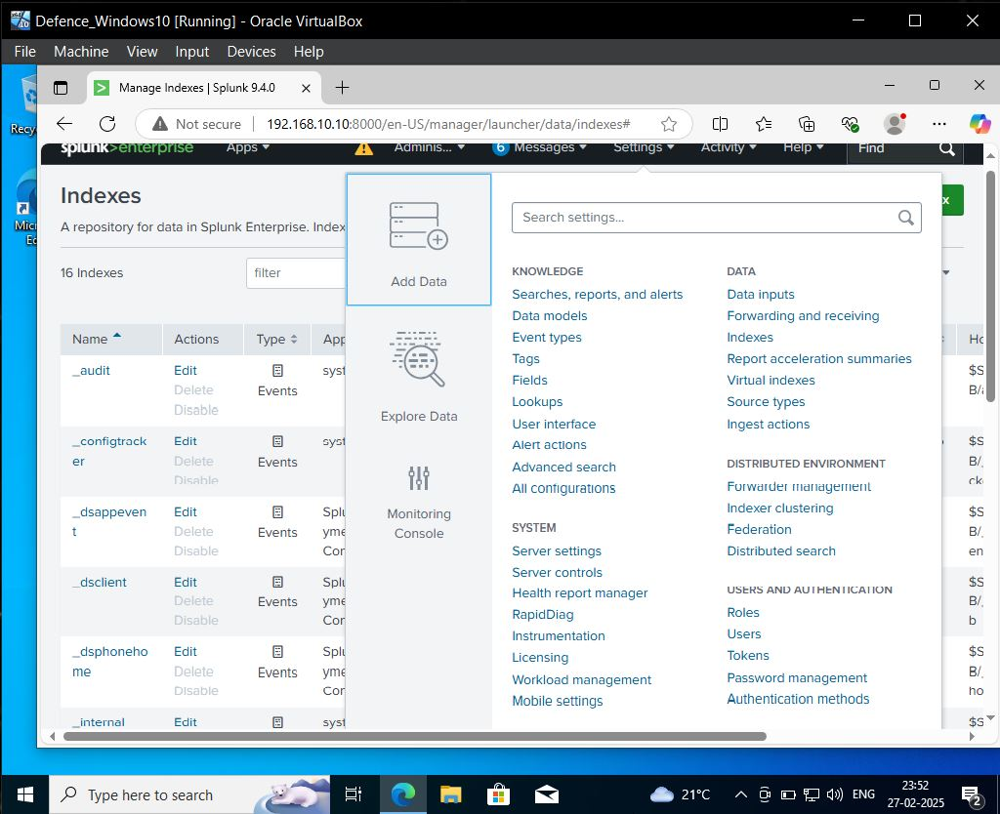 Defence_Windows10 [Running] - Oracle VirtualBox
File Machine View Input Devices Help
Manage Indexes | Splunk 9.4.0
Not secure 192.168.10.10:8000/en-US/manager/launcher/data/indexes#
splunk>enterprise Apps Adminis... 6 Messages Settings Activity Help Find
Indexes
A repository for data in Splunk Enterprise. Index
16 Indexes
filter
Name Actions Type App
_audit Edit Delete Disable Events syst $S B/a
_configtrack er Edit Delete Disable Events syst $S B/_ ck
_dsappeven t Edit Delete Disable Events Splu yme Con $S B/_ en
_dsclient Edit Delete Disable Events Splu yme Con $S B/_ b
_dsphoneho me Edit Delete Disable Events Splu yme Con $S B/_ ho
_internal Edit syst $S
Add Data
Explore Data
Monitoring
Console
Search settings...
KNOWLEDGE
Searches, reports, and alerts
Data models
Event types
Tags
Fields
Lookups
User interface
Alert actions
Advanced search
All configurations
SYSTEM
Server settings
Server controls
Health report manager
RapidDiag
Instrumentation
Licensing
Workload management
Mobile settings
DATA
Data inputs
Forwarding and receiving
Indexes
Report acceleration summaries
Virtual indexes
Source types
Ingest actions
DISTRIBUTED ENVIRONMENT
Forwarder management
Indexer clustering
Federation
Distributed search
USERS AND AUTHENTICATION
Roles
Users
Tokens
Password management
Authentication methods
Type here to search
21°C
ENG
23:52
27-02-2025
2